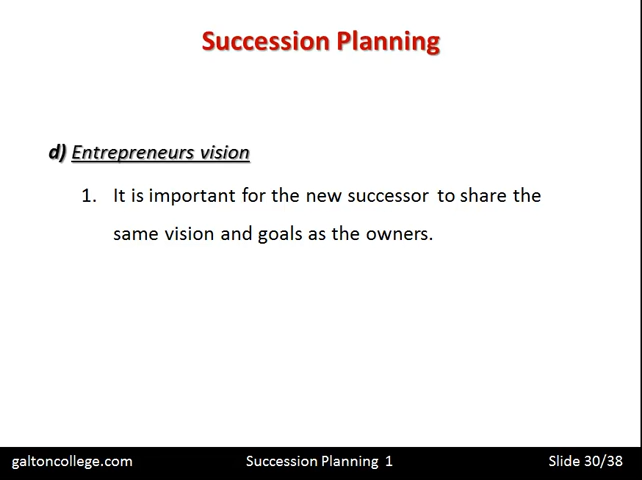 Succession Planning
d) Entrepreneurs vision
1. It is important for the new successor to share the
same vision and goals as the owners.
galtoncollege.com Succession Planning 1 Slide 30/38